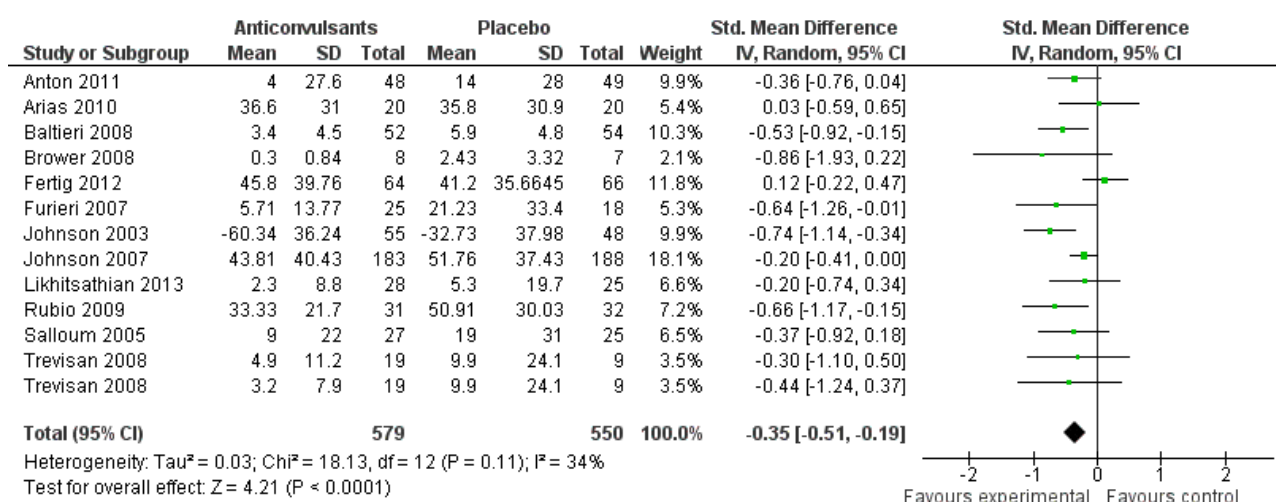 Anticonvulsants Placebo Std. Mean Difference Std. Mean Difference
Study or Subgroup Mean SD Total Mean SD Total Weight IV, Random, 95% CI IV, Random, 95% CI
Anton 2011 4 27.6 48 14 28 49 9.9% -0.36 [-0.76, 0.04]
Arias 2010 36.6 31 20 35.8 30.9 20 5.4% 0.03 [-0.59, 0.65]
Baltieri 2008 3.4 4.5 52 5.9 4.8 54 10.3% -0.53 [-0.92, -0.15]
Brower 2008 0.3 0.84 8 2.43 3.32 7 2.1% -0.86 [-1.93, 0.22]
Fertig 2012 45.8 39.76 64 41.2 35.6645 66 11.8% 0.12 [-0.22, 0.47]
Furieri 2007 5.71 13.77 25 21.23 33.4 18 5.3% -0.64 [-1.26, -0.01]
Johnson 2003 -60.34 36.24 55 -32.73 37.98 48 9.9% -0.74 [-1.14, -0.34]
Johnson 2007 43.81 40.43 183 51.76 37.43 188 18.1% -0.20 [-0.41, 0.00]
Likhitsathian 2013 2.3 8.8 28 5.3 19.7 25 6.6% -0.20 [-0.74, 0.34]
Rubio 2009 33.33 21.7 31 50.91 30.03 32 7.2% -0.66 [-1.17, -0.15]
Salloum 2005 9 22 27 19 31 25 6.4% -0.37 [-0.92, 0.18]
Trevisan 2008 4.9 11.2 19 9.9 24.1 9 3.5% -0.30 [-1.10, 0.50]
Trevisan 2008 3.2 7.9 19 9.9 24.1 9 3.5% -0.44 [-1.24, 0.37]
Total (95% CI) 579 550 100.0% -0.35 [-0.51, -0.19]
Heterogeneity: Tau² = 0.03; Chi² = 18.13, df = 12 (P = 0.11); I² = 34%
Test for overall effect: Z = 4.21 (P < 0.0001)
-2 -1 0 1 2
Favours experimental Favours control